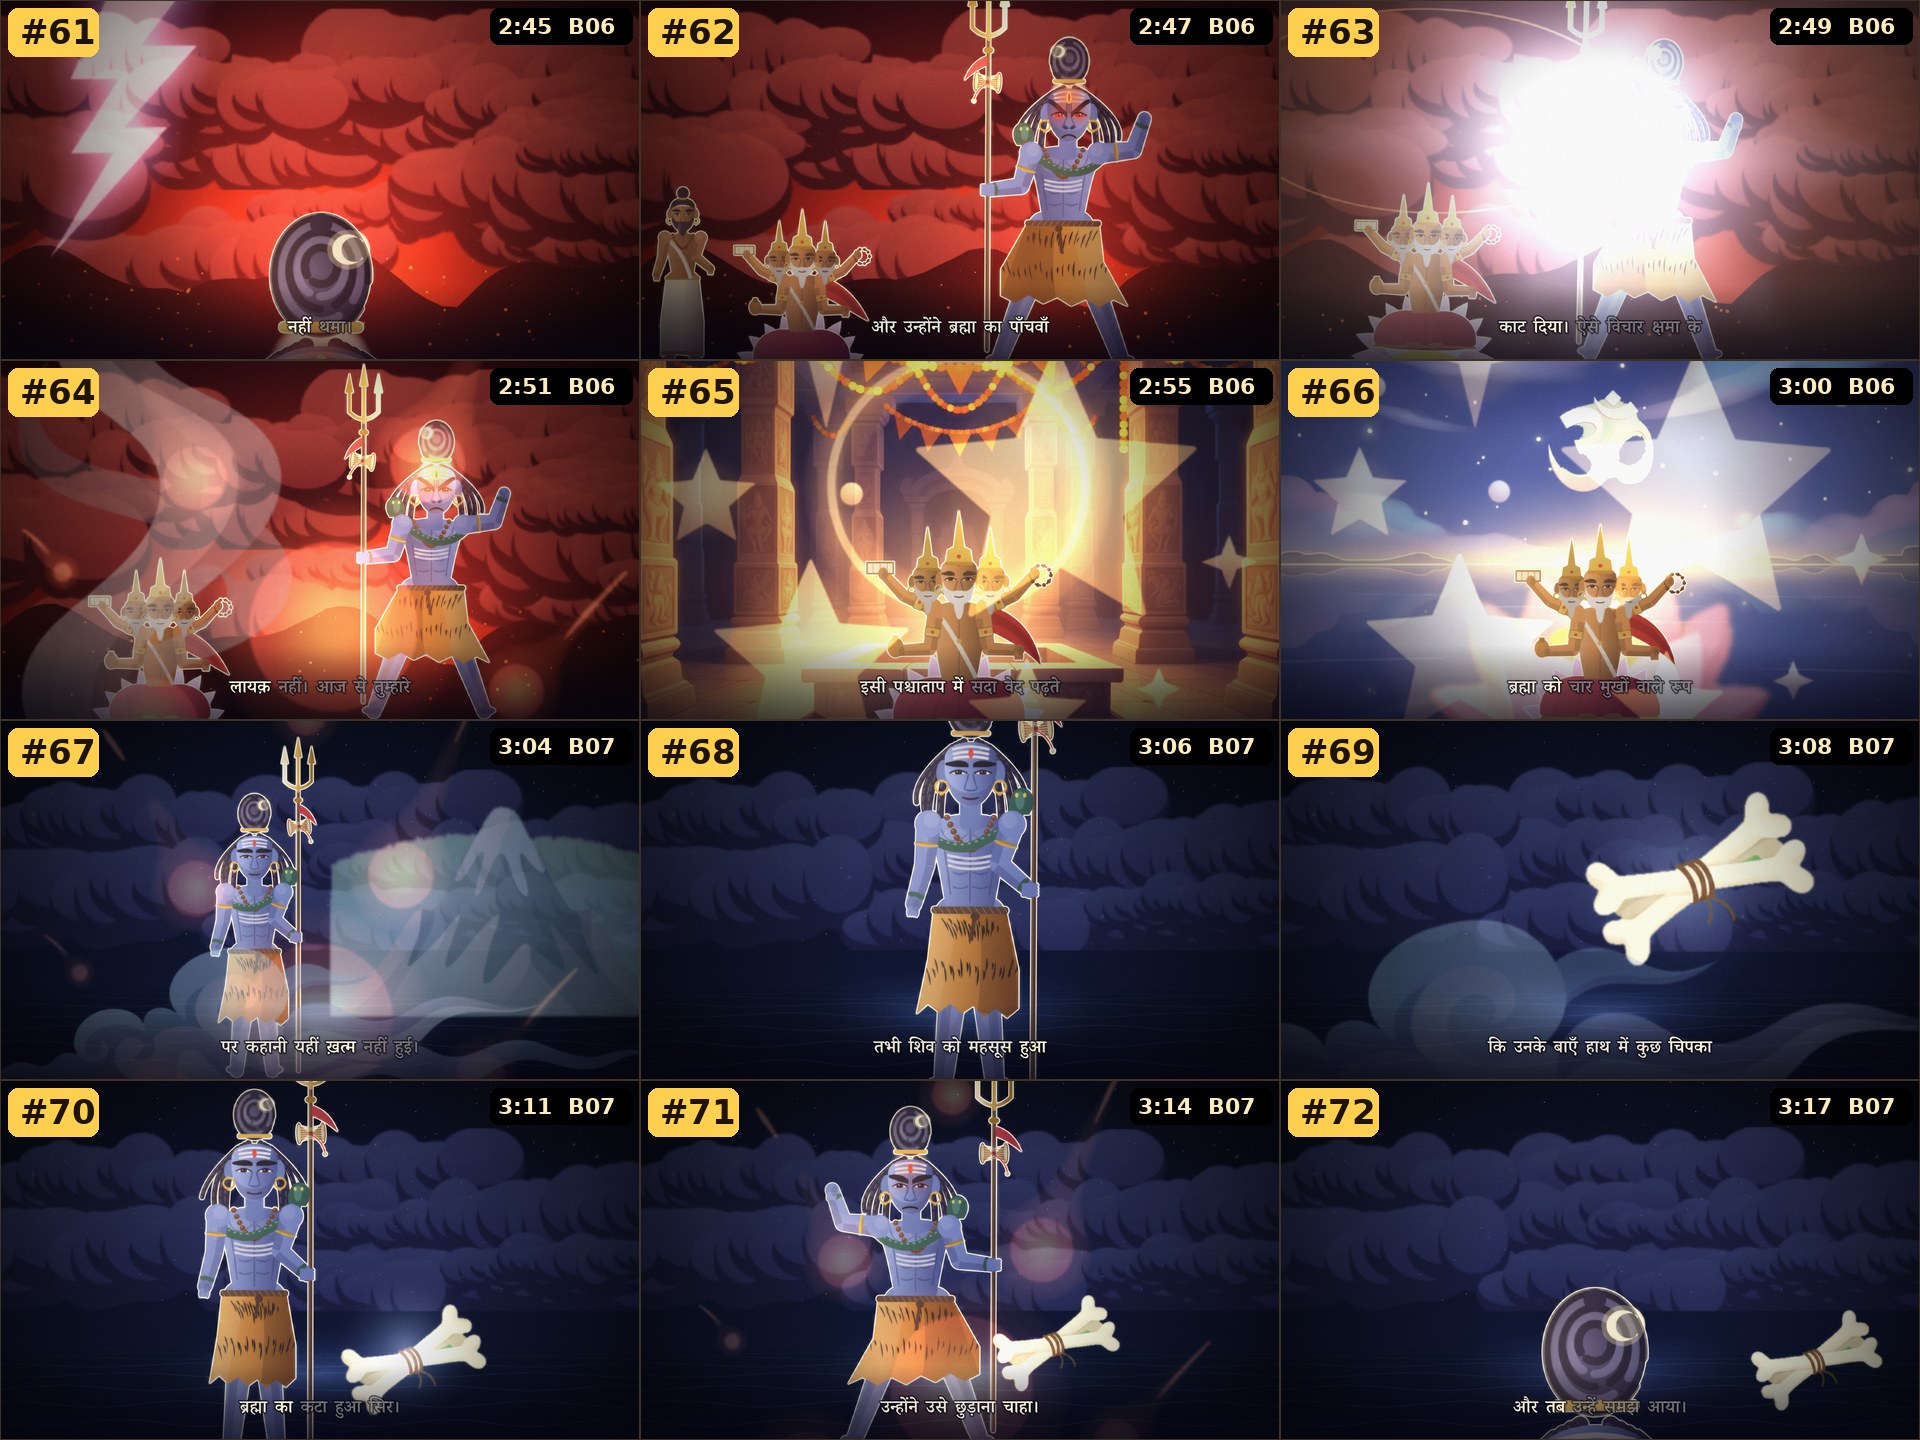 #61
2:45 B06
नहीं थमा।
#62
2:47 B06
और उन्होंने ब्रह्मा का पाँचवाँ
#63
2:49 B06
काट दिया। ऐसे विचार क्षमा के
#64
2:51 B06
लायक़ नहीं। आज से तुम्हारे
#65
2:55 B06
इसी पश्चाताप में सदा वेद पढ़ते
#66
3:00 B06
ब्रह्मा को चार मुखों वाले रूप
#67
3:04 B07
पर कहानी यहीं ख़त्म नहीं हुई।
#68
3:06 B07
तभी शिव को महसूस हुआ
#69
3:08 B07
कि उनके बाएँ हाथ में कुछ चिपका
#70
3:11 B07
ब्रह्मा का कटा हुआ सिर।
#71
3:14 B07
उन्होंने उसे छुड़ाना चाहा।
#72
3:17 B07
और तब उन्हें समझ आया।